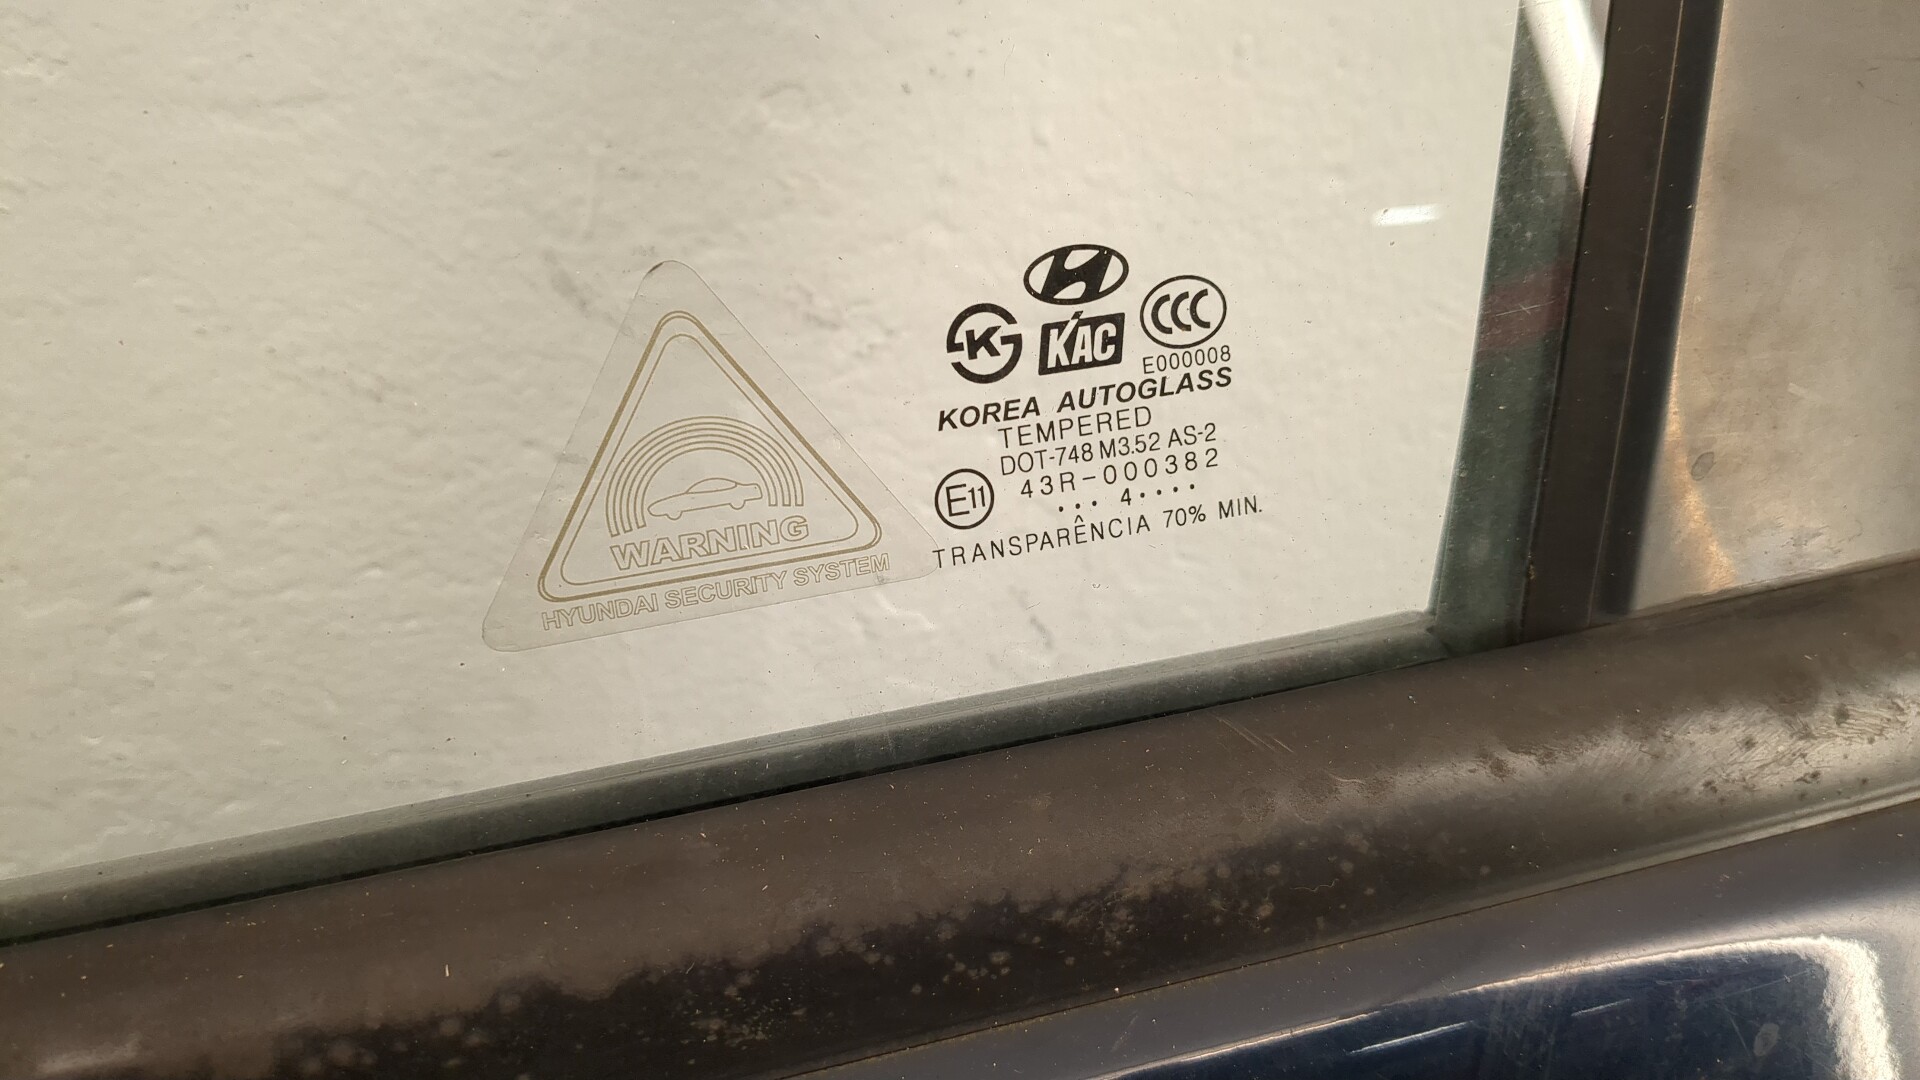 WARNING
HYUNDAI SECURITY SYSTEM
K
KAC
CCC
E000008
KOREA AUTOGLASS
TEMPERED
DOT-748 M3.52 AS-2
E11
43R-000382
... 4....
TRANSPARÊNCIA 70% MIN.